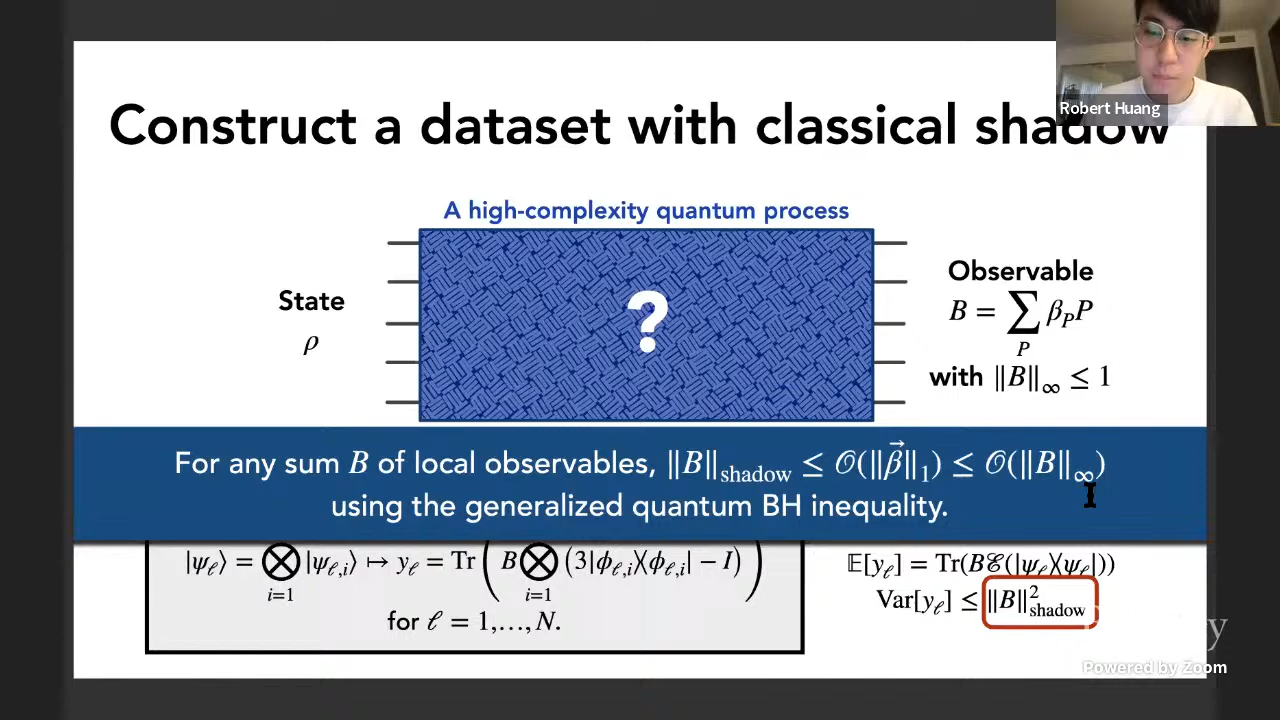 Robert Huang
Construct a dataset with classical shadow
A high-complexity quantum process
State
ρ
?
Observable
B = ∑_P β_P P
with ‖B‖_∞ ≤ 1
For any sum B of local observables, ‖B‖_shadow ≤ 𝒪(‖β⃗‖_1) ≤ 𝒪(‖B‖_∞)
using the generalized quantum BH inequality.
|ψ_ℓ⟩ = ⨂_{i=1} |ψ_{ℓ,i}⟩ ↦ y_ℓ = Tr ( B ⨂_{i=1} (3|ϕ_{ℓ,i}⟩⟨ϕ_{ℓ,i}| − I) )
for ℓ = 1,…,N.
𝔼[y_ℓ] = Tr(Bℰ(|ψ_ℓ⟩⟨ψ_ℓ|))
Var[y_ℓ] ≤ ‖B‖²_shadow
Powered by Zoom